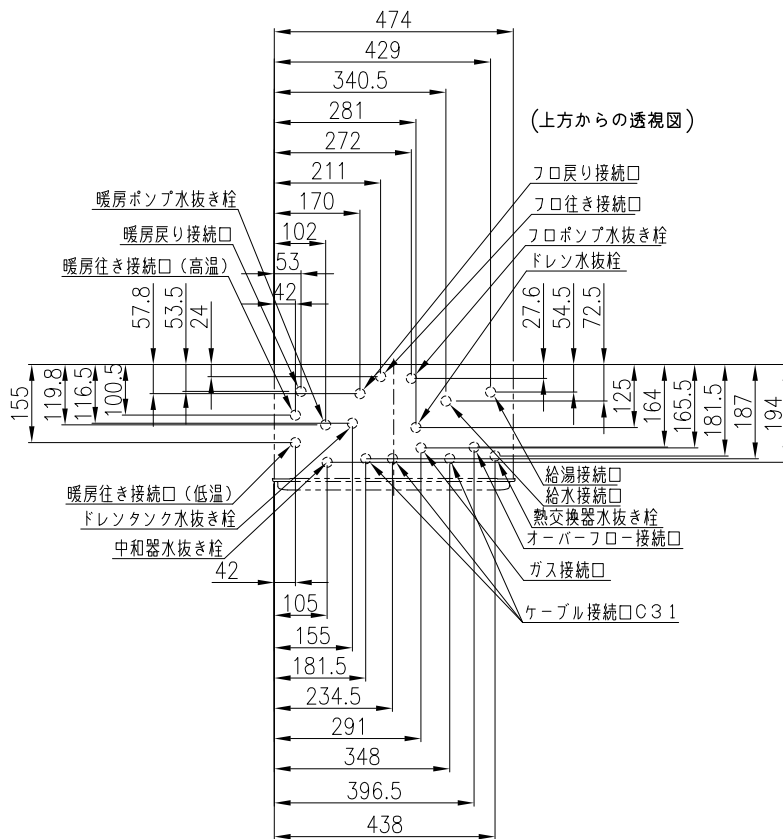 474
429
340.5
281
(上方からの透視図)
272
211
フロ戻り接続口
170
暖房ポンプ水抜き栓
フロ往き接続口
102
暖房戻り接続口
フロポンプ水抜き栓
53
暖房往き接続口(高温)
ドレン水抜栓
42
57.8
53.5
24
27.6
54.5
72.5
155
119.8
116.5
100.5
125
164
165.5
181.5
187
194
暖房往き接続口(低温)
給湯接続口
ドレンタンク水抜き栓
給水接続口
熱交換器水抜き栓
中和器水抜き栓
オーバーフロー接続口
42
ガス接続口
105
ケーブル接続口C31
155
181.5
234.5
291
348
396.5
438